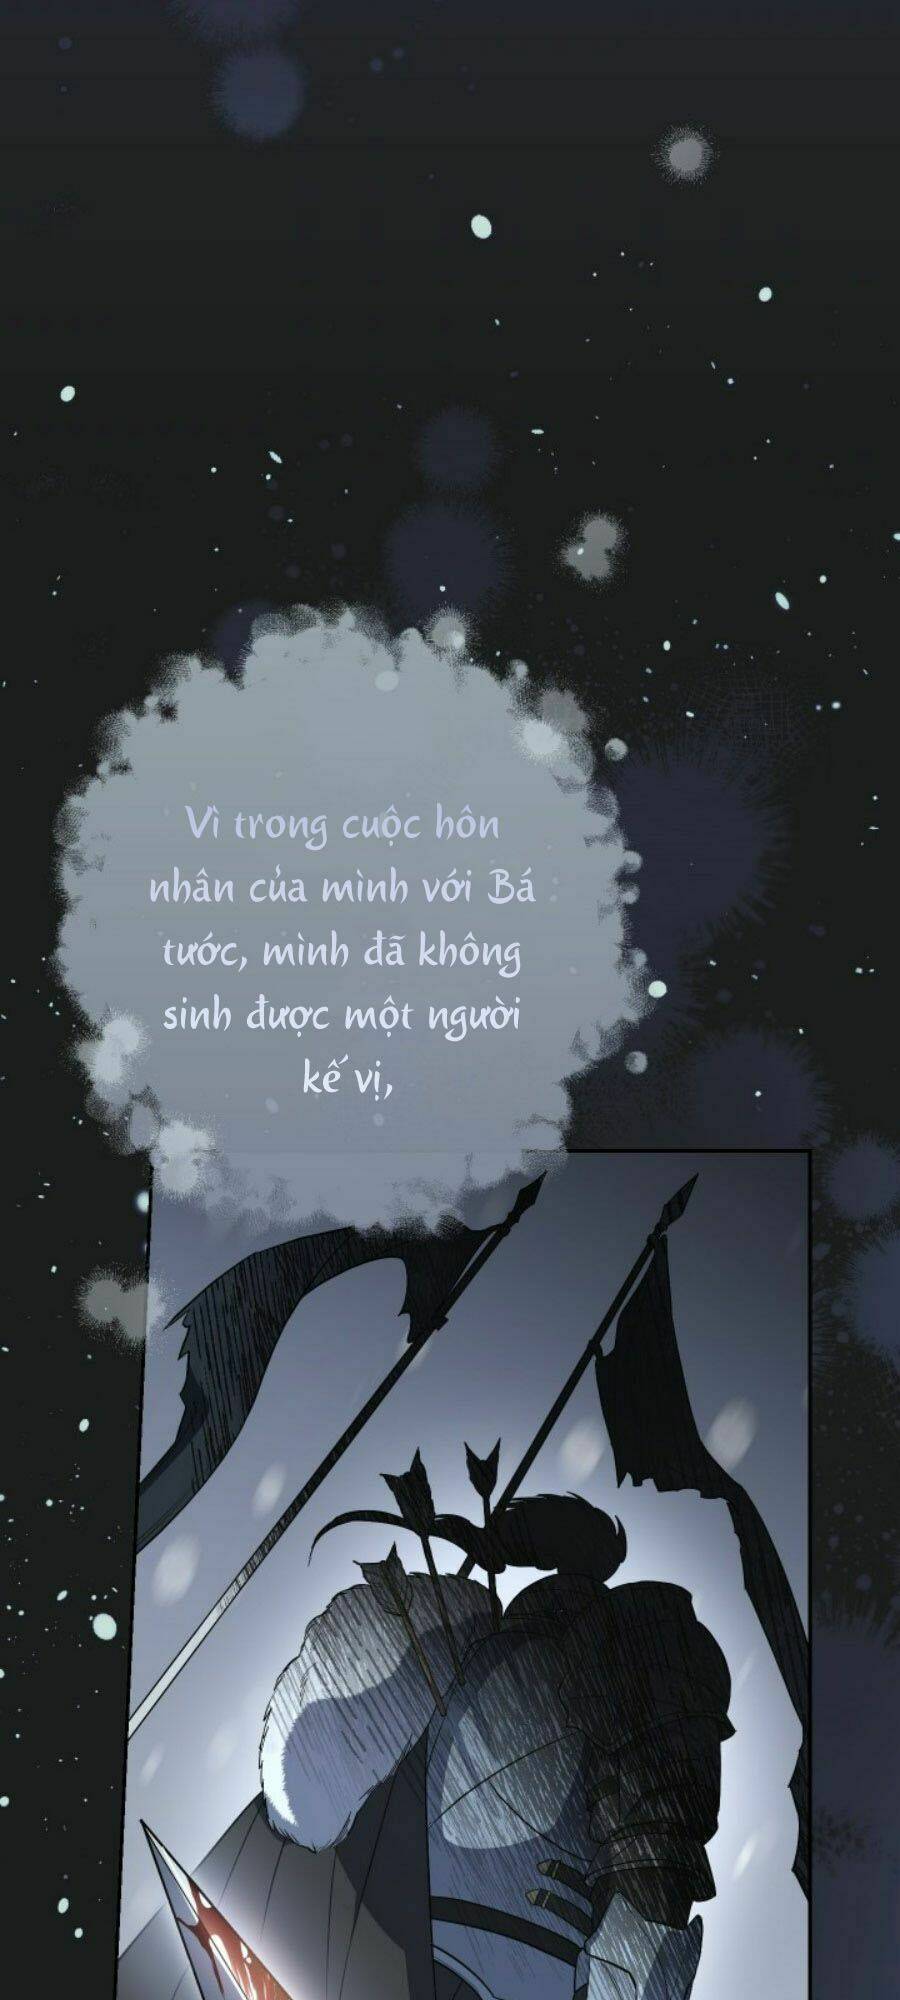 Vì trong cuộc hôn
nhân của mình với Bá
tước, mình đã không
sinh được một người
kế vị,